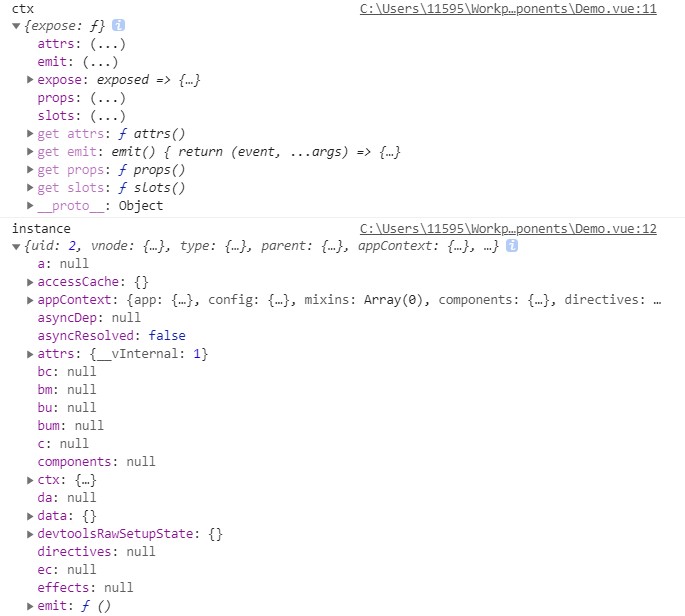 ctx C:\Users\11595\Workp…ponents\Demo.vue:11
{expose: ƒ} i
attrs: (...)
emit: (...)
expose: exposed => {…}
props: (...)
slots: (...)
get attrs: ƒ attrs()
get emit: emit() { return (event, ...args) => {…}
get props: ƒ props()
get slots: ƒ slots()
__proto__: Object
instance C:\Users\11595\Workp…ponents\Demo.vue:12
{uid: 2, vnode: {…}, type: {…}, parent: {…}, appContext: {…}, …} i
a: null
accessCache: {}
appContext: {app: {…}, config: {…}, mixins: Array(0), components: {…}, directives: …
asyncDep: null
asyncResolved: false
attrs: {__vInternal: 1}
bc: null
bm: null
bu: null
bum: null
c: null
components: null
ctx: {…}
da: null
data: {}
devtoolsRawSetupState: {}
directives: null
ec: null
effects: null
emit: ƒ ()